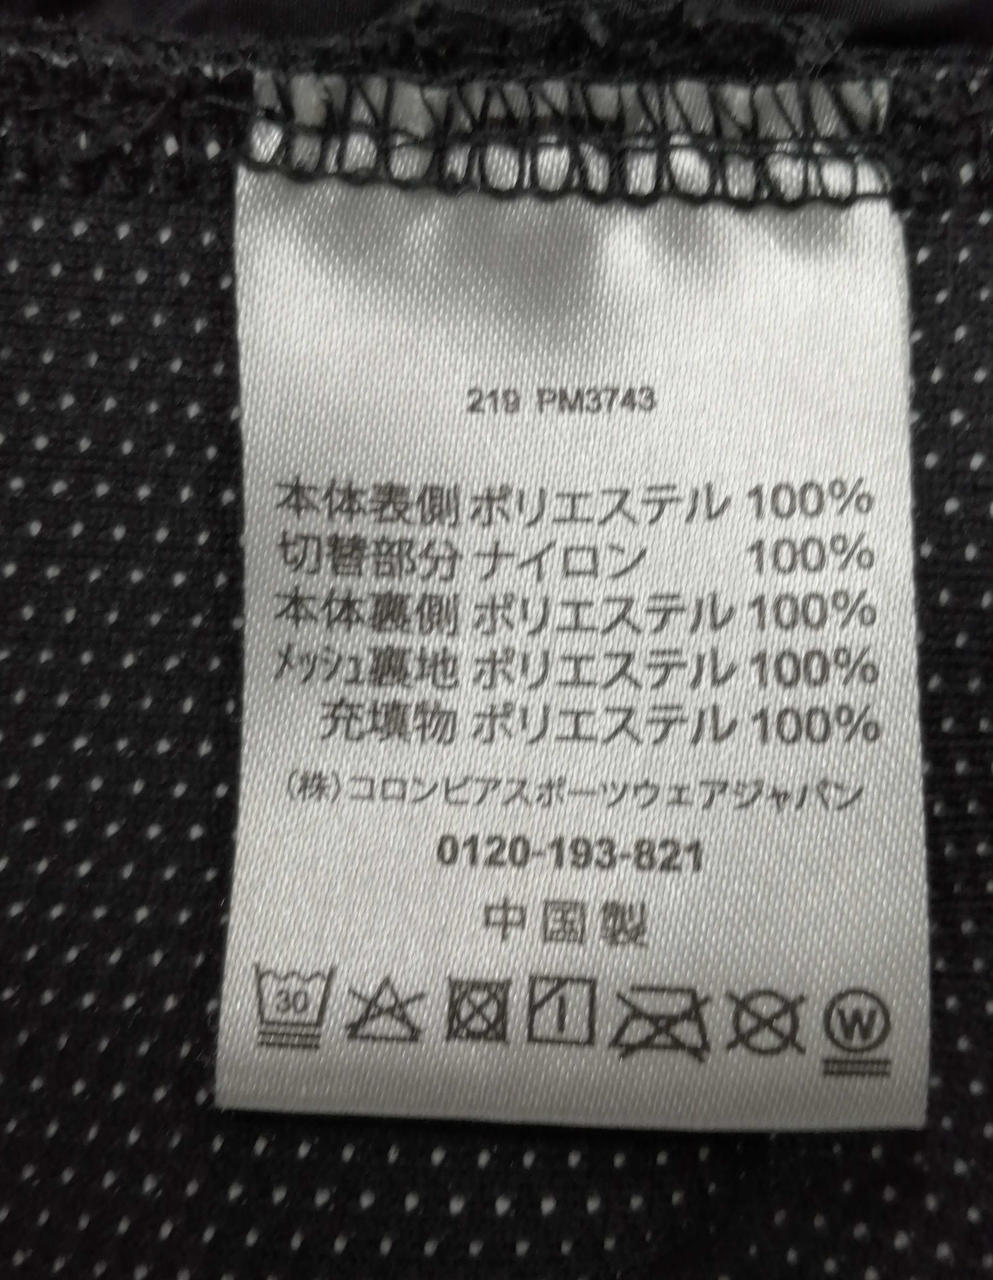 219 PM3743
本体表側 ポリエステル 100%
切替部分 ナイロン 100%
本体裏側 ポリエステル 100%
ﾒｯｼｭ裏地 ポリエステル 100%
充填物 ポリエステル 100%
(株)コロンビアスポーツウェアジャパン
0120-193-821
中国製
30 W